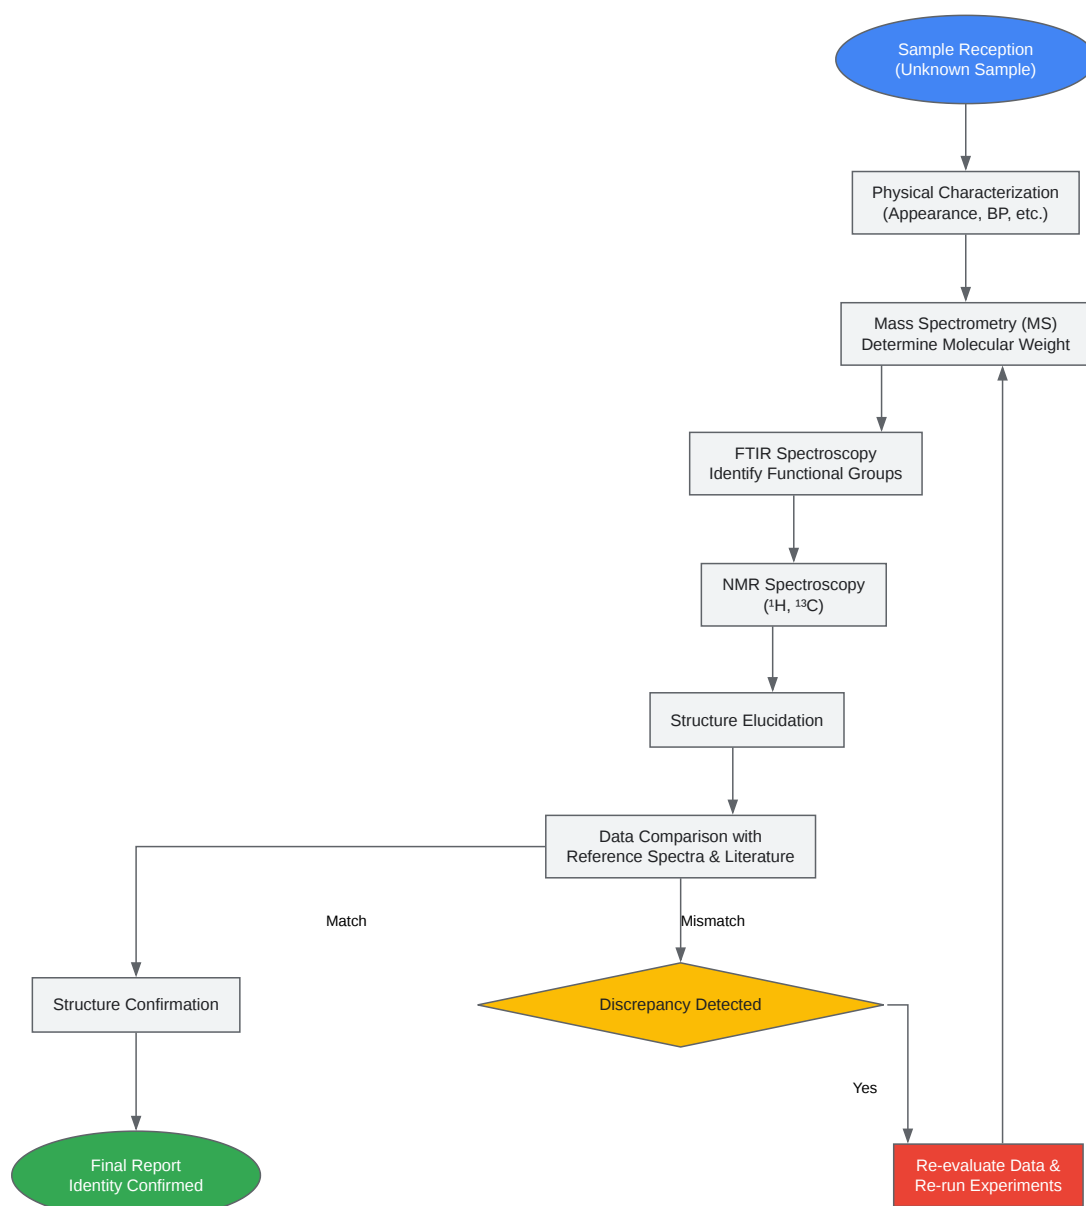 Sample Reception
(Unknown Sample)
Physical Characterization
(Appearance, BP, etc.)
Mass Spectrometry (MS)
Determine Molecular Weight
FTIR Spectroscopy
Identify Functional Groups
NMR Spectroscopy
(¹H, ¹³C)
Structure Elucidation
Data Comparison with
Reference Spectra & Literature
Match
Mismatch
Structure Confirmation
Discrepancy Detected
Yes
Final Report
Identity Confirmed
Re-evaluate Data &
Re-run Experiments